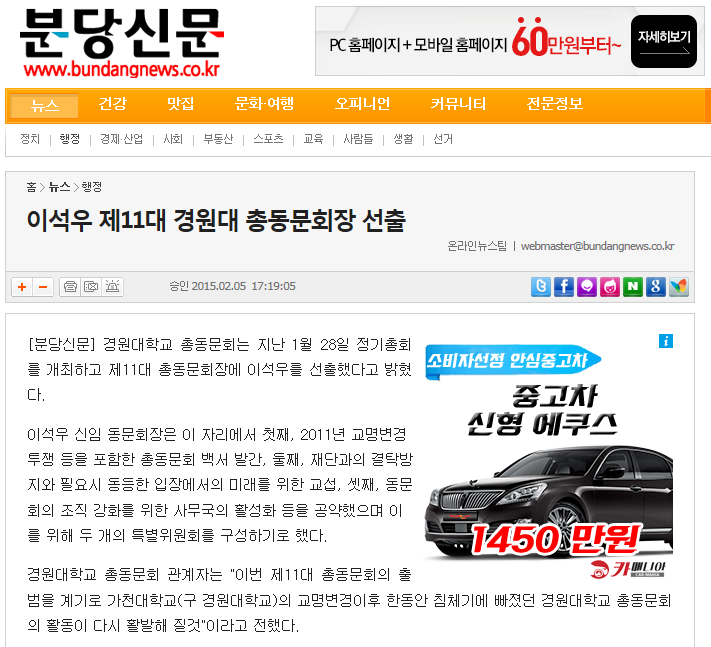 분당신문
www.bundangnews.co.kr
PC 홈페이지 + 모바일 홈페이지 60만원부터~ 자세히보기
뉴스 건강 맛집 문화·여행 오피니언 커뮤니티 전문정보
정치 | 행정 | 경제·산업 | 사회 | 부동산 | 스포츠 | 교육 | 사람들 | 생활 | 선거
홈 > 뉴스 > 행정
이석우 제11대 경원대 총동문회장 선출
온라인뉴스팀 | webmaster@bundangnews.co.kr
승인 2015.02.05 17:19:05
[분당신문] 경원대학교 총동문회는 지난 1월 28일 정기총회
를 개최하고 제11대 총동문회장에 이석우를 선출했다고 밝혔
다.
이석우 신임 동문회장은 이 자리에서 첫째, 2011년 교명변경
투쟁 등을 포함한 총동문회 백서 발간, 둘째, 재단과의 결탁방
지와 필요시 동등한 입장에서의 미래를 위한 교섭, 셋째, 동문
회의 조직 강화를 위한 사무국의 활성화 등을 공약했으며 이
를 위해 두 개의 특별위원회를 구성하기로 했다.
소비자선정 안심중고차
중고차
신형 에쿠스
1450 만원
카매니아
CAR MANIA
경원대학교 총동문회 관계자는 "이번 제11대 총동문회의 출
범을 계기로 가천대학교(구 경원대학교)의 교명변경이후 한동안 침체기에 빠졌던 경원대학교 총동문회
의 활동이 다시 활발해 질것"이라고 전했다.